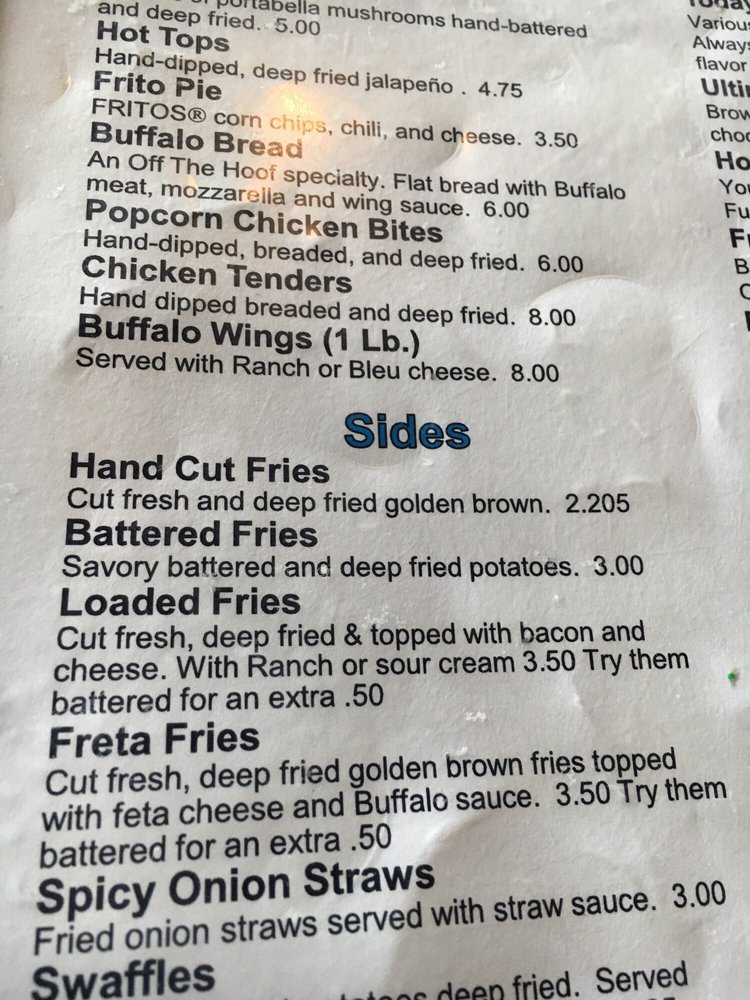 portabella mushrooms hand-battered
and deep fried. 5.00
Hot Tops
Hand-dipped, deep fried jalapeño . 4.75
Frito Pie
FRITOS® corn chips, chili, and cheese. 3.50
Buffalo Bread
An Off The Hoof specialty. Flat bread with Buffalo
meat, mozzarella and wing sauce. 6.00
Popcorn Chicken Bites
Hand-dipped, breaded, and deep fried. 6.00
Chicken Tenders
Hand dipped breaded and deep fried. 8.00
Buffalo Wings (1 Lb.)
Served with Ranch or Bleu cheese. 8.00
Sides
Hand Cut Fries
Cut fresh and deep fried golden brown. 2.205
Battered Fries
Savory battered and deep fried potatoes. 3.00
Loaded Fries
Cut fresh, deep fried & topped with bacon and
cheese. With Ranch or sour cream 3.50 Try them
battered for an extra .50
Freta Fries
Cut fresh, deep fried golden brown fries topped
with feta cheese and Buffalo sauce. 3.50 Try them
battered for an extra .50
Spicy Onion Straws
Fried onion straws served with straw sauce. 3.00
Swaffles
deep fried. Served
Various
Always
flavor